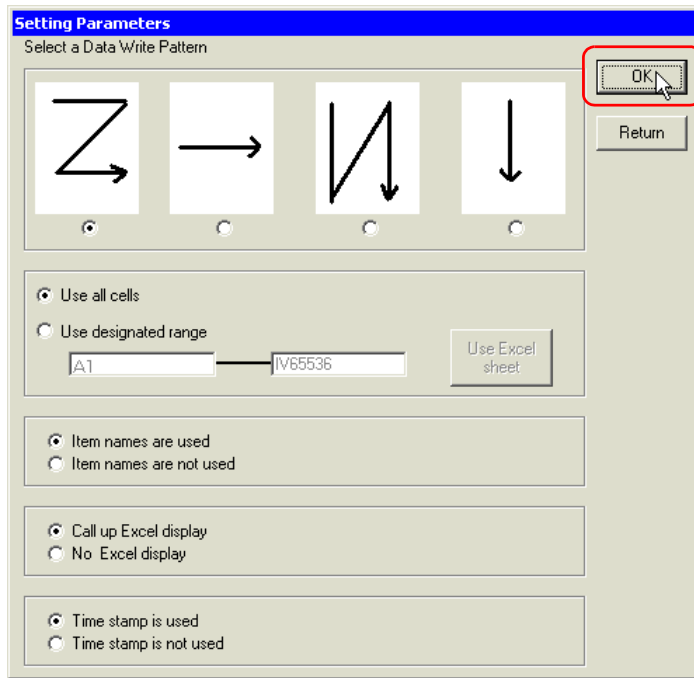 Setting Parameters
Select a Data Write Pattern
OK
Return
Use all cells
Use designated range
A1
IV65536
Use Excel
sheet
Item names are used
Item names are not used
Call up Excel display
No Excel display
Time stamp is used
Time stamp is not used